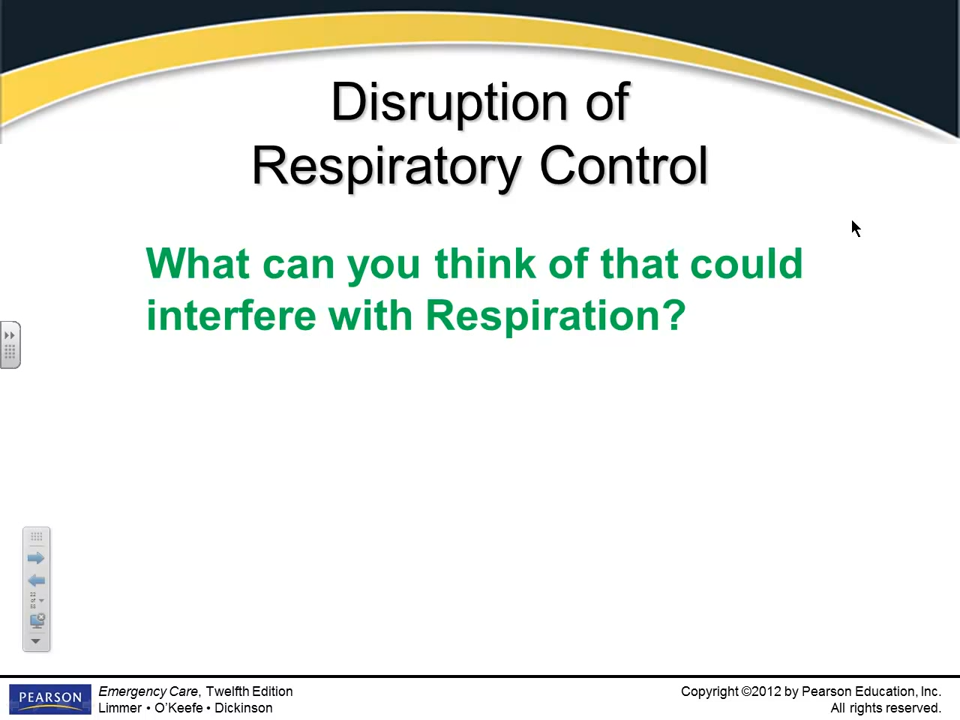 Disruption of
Respiratory Control
What can you think of that could
interfere with Respiration?
PEARSON
Emergency Care, Twelfth Edition
Limmer • O’Keefe • Dickinson
Copyright ©2012 by Pearson Education, Inc.
All rights reserved.